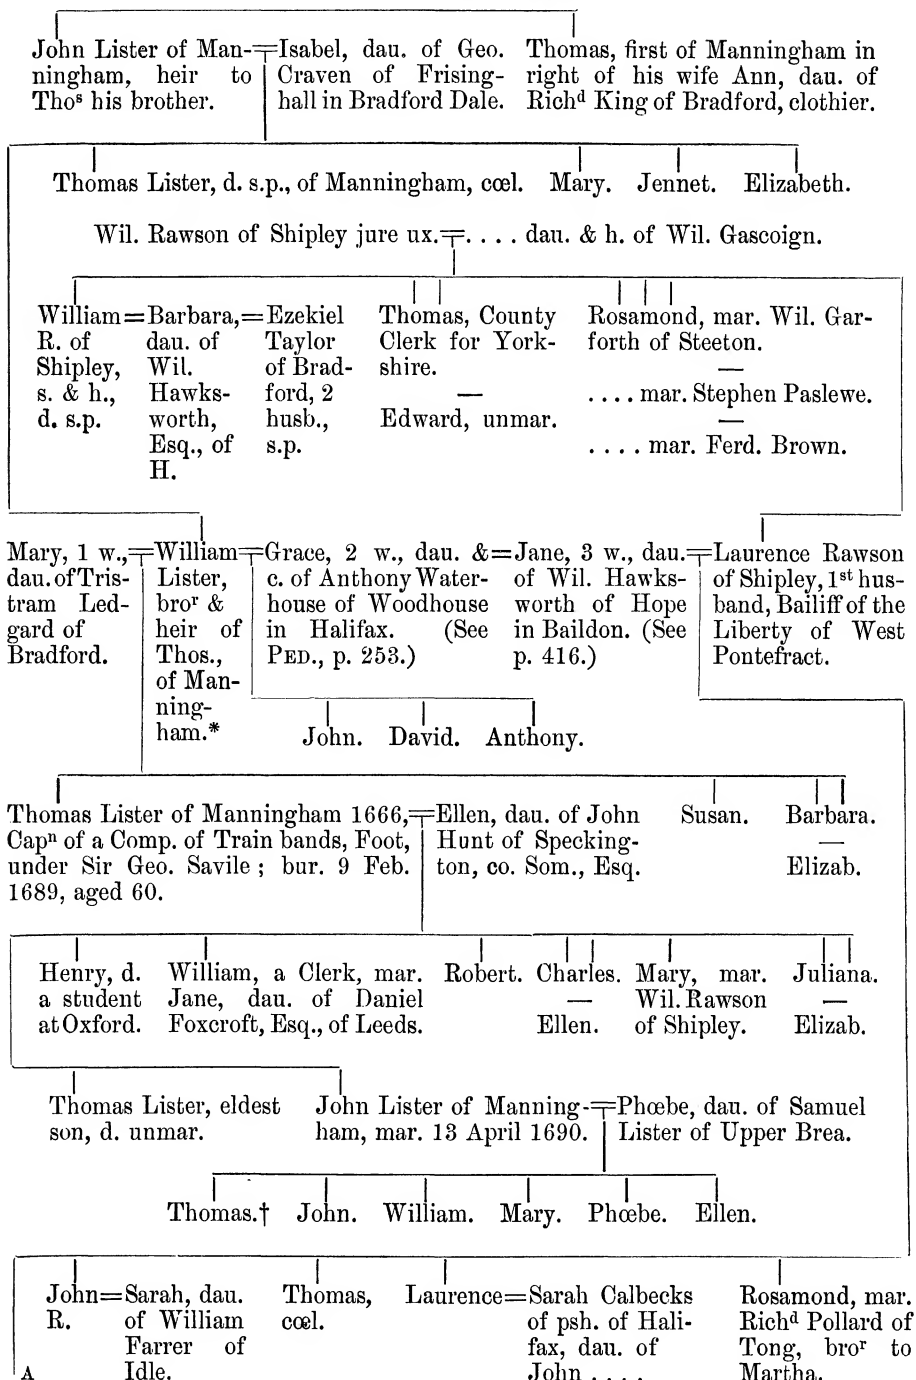 John Lister of Man-
ningham, heir to
Thoˢ his brother.
Isabel, dau. of Geo.
Craven of Frising-
hall in Bradford Dale.
Thomas, first of Manningham in
right of his wife Ann, dau. of
Richᵈ King of Bradford, clothier.
Thomas Lister, d. s.p., of Manningham, cœl.
Mary.
Jennet.
Elizabeth.
Wil. Rawson of Shipley jure ux.
. . . . dau. & h. of Wil. Gascoign.
William
R. of
Shipley,
s. & h.,
d. s.p.
=
Barbara,
dau. of
Wil.
Hawks-
worth,
Esq., of
H.
=
Ezekiel
Taylor
of Brad-
ford, 2
husb.,
s.p.
Thomas, County
Clerk for York-
shire.
—
Edward, unmar.
Rosamond, mar. Wil. Gar-
forth of Steeton.
—
. . . . mar. Stephen Paslewe.
—
. . . . mar. Ferd. Brown.
Mary, 1 w.,
dau. of Tris-
tram Led-
gard of
Bradford.
William
Lister,
broʳ &
heir of
Thos.,
of Man-
ning-
ham.*
Grace, 2 w., dau. &
c. of Anthony Water-
house of Woodhouse
in Halifax. (See
PED., p. 253.)
=
Jane, 3 w., dau.
of Wil. Hawks-
worth of Hope
in Baildon. (See
p. 416.)
Laurence Rawson
of Shipley, 1ˢᵗ hus-
band, Bailiff of the
Liberty of West
Pontefract.
John.
David.
Anthony.
Thomas Lister of Manningham 1666,
Capⁿ of a Comp. of Train bands, Foot,
under Sir Geo. Savile ; bur. 9 Feb.
1689, aged 60.
Ellen, dau. of John
Hunt of Specking-
ton, co. Som., Esq.
Susan.
Barbara.
—
Elizab.
Henry, d.
a student
at Oxford.
William, a Clerk, mar.
Jane, dau. of Daniel
Foxcroft, Esq., of Leeds.
Robert.
Charles.
—
Ellen.
Mary, mar.
Wil. Rawson
of Shipley.
Juliana.
—
Elizab.
Thomas Lister, eldest
son, d. unmar.
John Lister of Manning-
ham, mar. 13 April 1690.
Phœbe, dau. of Samuel
Lister of Upper Brea.
Thomas.†
John.
William.
Mary.
Phœbe.
Ellen.
John
R.
=
Sarah, dau.
of William
Farrer of
Idle.
Thomas,
cœl.
Laurence
=
Sarah Calbecks
of psh. of Hali-
fax, dau. of
John . . . .
Rosamond, mar.
Richᵈ Pollard of
Tong, broʳ to
Martha.
A